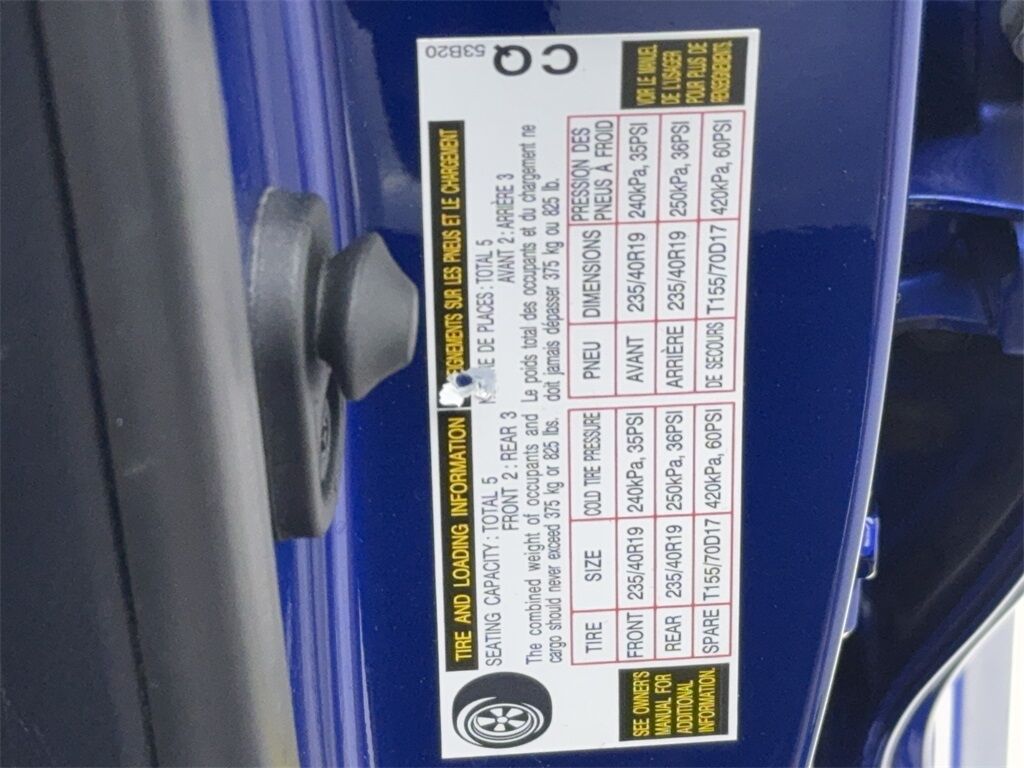 TIRE AND LOADING INFORMATION
SEATING CAPACITY : TOTAL 5
FRONT 2 : REAR 3
The combined weight of occupants and
cargo should never exceed 375 kg or 825 lbs.
TIRE SIZE COLD TIRE PRESSURE
FRONT 235/40R19 240kPa, 35PSI
REAR 235/40R19 250kPa, 36PSI
SPARE T155/70D17 420kPa, 60PSI
SEE OWNER'S
MANUAL FOR
ADDITIONAL
INFORMATION.
SUR LES PNEUS ET LE CHARGEMENT
DE PLACES : TOTAL 5
AVANT 2 : ARRIÈRE 3
Le poids total des occupants et du chargement ne
doit jamais dépasser 375 kg ou 825 lb.
PNEU DIMENSIONS PRESSION DES
PNEUS À FROID
AVANT 235/40R19 240kPa, 35PSI
ARRIÈRE 235/40R19 250kPa, 36PSI
DE SECOURS T155/70D17 420kPa, 60PSI
VOIR LE MANUEL
DE L'USAGER
POUR PLUS DE
RENSEIGNEMENTS
53B20
CQ